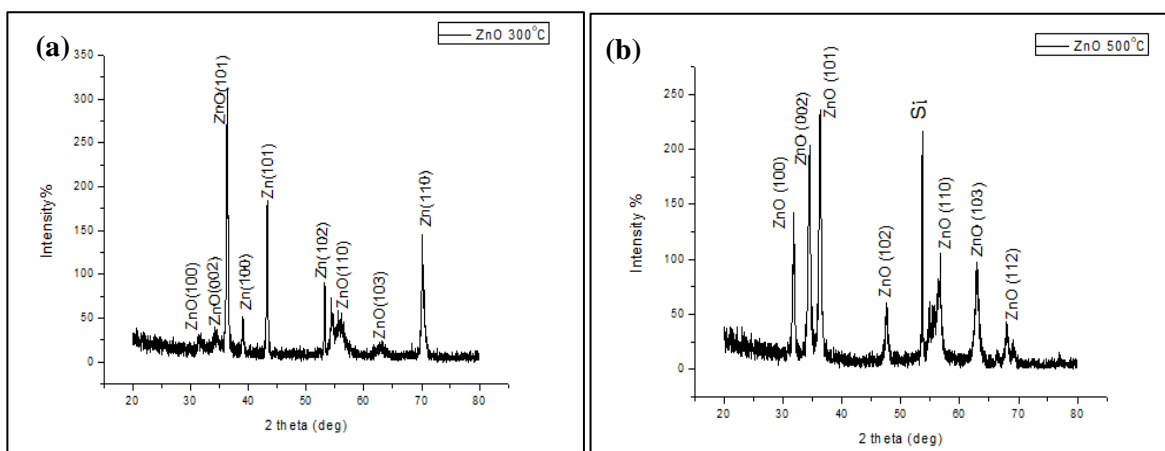 (a)
ZnO 300°C
350
300
250
200
150
100
50
0
Intensity%
ZnO(100)
ZnO(002)
ZnO(101)
Zn(100)
Zn(101)
Zn(102)
ZnO(110)
ZnO(103)
Zn(110)
20 30 40 50 60 70 80
2 theta (deg)
(b)
ZnO 500°C
250
200
150
100
50
0
Intensity %
ZnO (100)
ZnO (002)
ZnO (101)
ZnO (102)
Si
ZnO (110)
ZnO (103)
ZnO (112)
20 30 40 50 60 70 80
2 theta (deg)